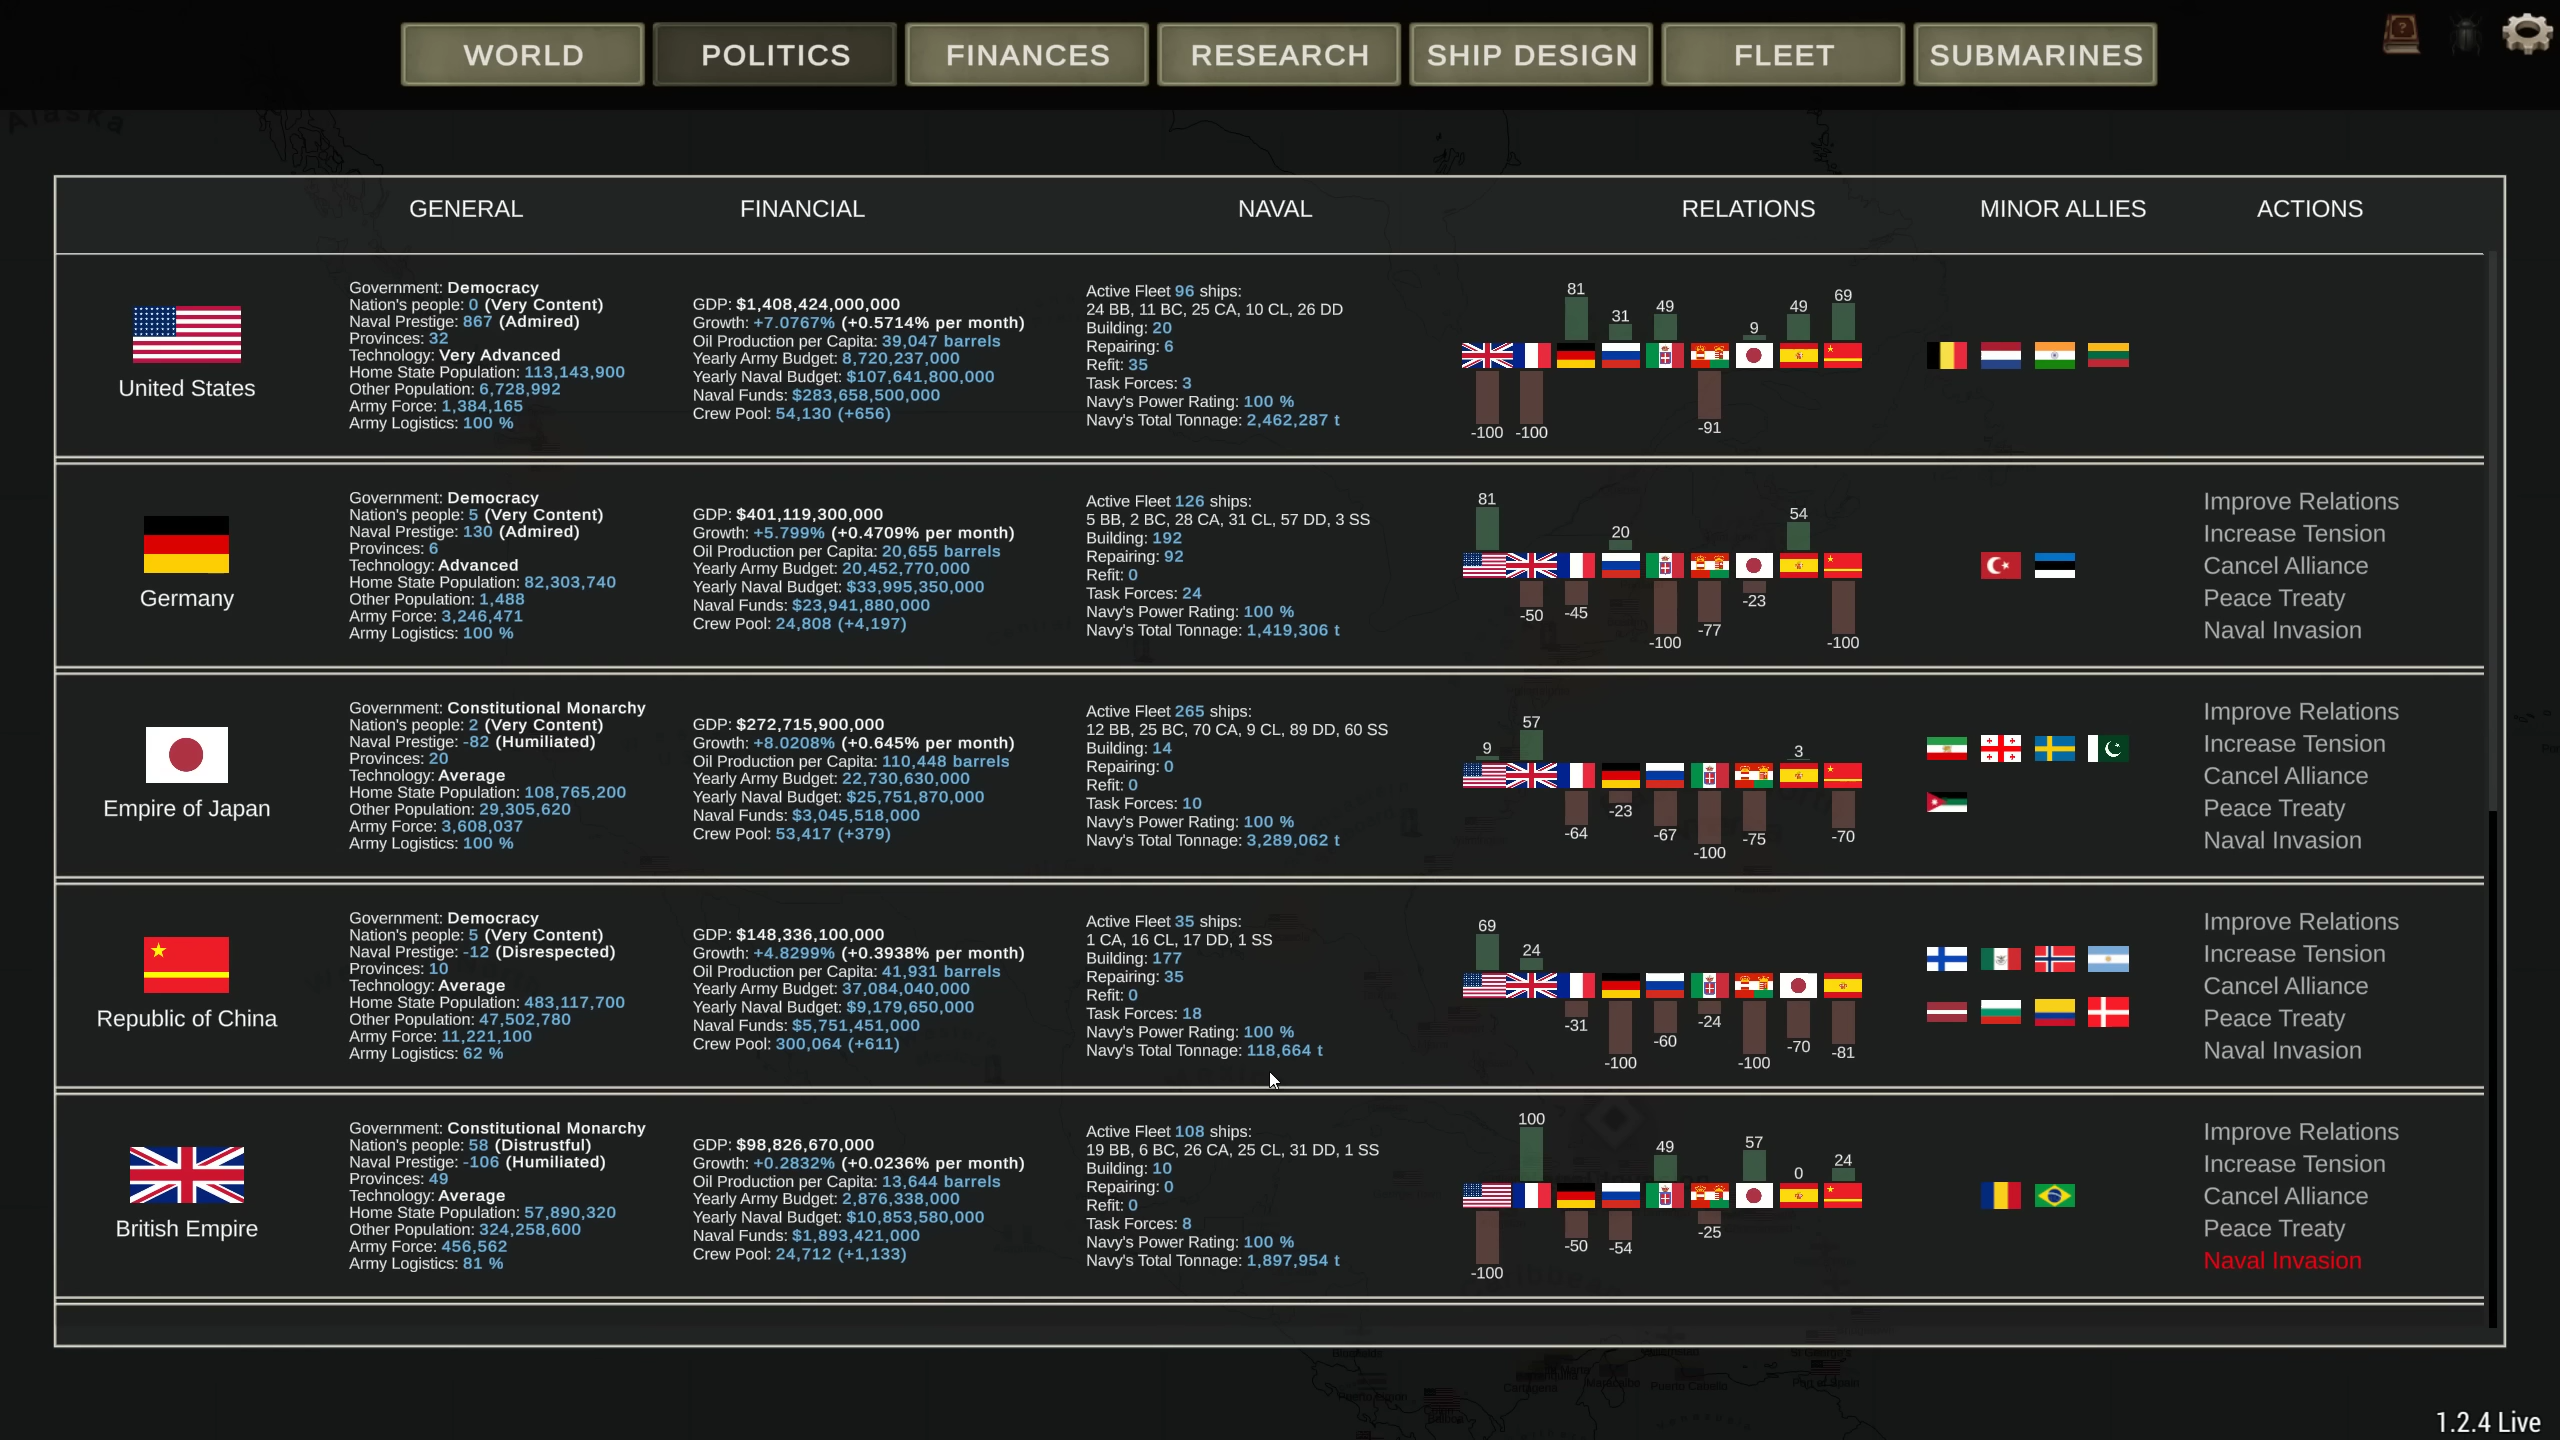 WORLD
POLITICS
FINANCES
RESEARCH
SHIP DESIGN
FLEET
SUBMARINES
Alaska
GENERAL
FINANCIAL
NAVAL
RELATIONS
MINOR ALLIES
ACTIONS
United States
Government: Democracy
Nation's people: 0 (Very Content)
Naval Prestige: 867 (Admired)
Provinces: 32
Technology: Very Advanced
Home State Population: 113,143,900
Other Population: 6,728,992
Army Force: 1,384,165
Army Logistics: 100 %
GDP: $1,408,424,000,000
Growth: +7.0767% (+0.5714% per month)
Oil Production per Capita: 39,047 barrels
Yearly Army Budget: 8,720,237,000
Yearly Naval Budget: $107,641,800,000
Naval Funds: $283,658,500,000
Crew Pool: 54,130 (+656)
Active Fleet 96 ships:
24 BB, 11 BC, 25 CA, 10 CL, 26 DD
Building: 20
Repairing: 6
Refit: 35
Task Forces: 3
Navy's Power Rating: 100 %
Navy's Total Tonnage: 2,462,287 t
81 31 49 9 49 69
-100 -100 -91
Germany
Government: Democracy
Nation's people: 5 (Very Content)
Naval Prestige: 130 (Admired)
Provinces: 6
Technology: Advanced
Home State Population: 82,303,740
Other Population: 1,488
Army Force: 3,246,471
Army Logistics: 100 %
GDP: $401,119,300,000
Growth: +5.799% (+0.4709% per month)
Oil Production per Capita: 20,655 barrels
Yearly Army Budget: 20,452,770,000
Yearly Naval Budget: $33,995,350,000
Naval Funds: $23,941,880,000
Crew Pool: 24,808 (+4,197)
Active Fleet 126 ships:
5 BB, 2 BC, 28 CA, 31 CL, 57 DD, 3 SS
Building: 192
Repairing: 92
Refit: 0
Task Forces: 24
Navy's Power Rating: 100 %
Navy's Total Tonnage: 1,419,306 t
81 20 54
-50 -45 -100 -77 -23 -100
Improve Relations
Increase Tension
Cancel Alliance
Peace Treaty
Naval Invasion
Empire of Japan
Government: Constitutional Monarchy
Nation's people: 2 (Very Content)
Naval Prestige: -82 (Humiliated)
Provinces: 20
Technology: Average
Home State Population: 108,765,200
Other Population: 29,305,620
Army Force: 3,608,037
Army Logistics: 100 %
GDP: $272,715,900,000
Growth: +8.0208% (+0.645% per month)
Oil Production per Capita: 110,448 barrels
Yearly Army Budget: 22,730,630,000
Yearly Naval Budget: $25,751,870,000
Naval Funds: $3,045,518,000
Crew Pool: 53,417 (+379)
Active Fleet 265 ships:
12 BB, 25 BC, 70 CA, 9 CL, 89 DD, 60 SS
Building: 14
Repairing: 0
Refit: 0
Task Forces: 10
Navy's Power Rating: 100 %
Navy's Total Tonnage: 3,289,062 t
9 57 3
-64 -23 -67 -100 -75 -70
Improve Relations
Increase Tension
Cancel Alliance
Peace Treaty
Naval Invasion
Republic of China
Government: Democracy
Nation's people: 5 (Very Content)
Naval Prestige: -12 (Disrespected)
Provinces: 10
Technology: Average
Home State Population: 483,117,700
Other Population: 47,502,780
Army Force: 11,221,100
Army Logistics: 62 %
GDP: $148,336,100,000
Growth: +4.8299% (+0.3938% per month)
Oil Production per Capita: 41,931 barrels
Yearly Army Budget: 37,084,040,000
Yearly Naval Budget: $9,179,650,000
Naval Funds: $5,751,451,000
Crew Pool: 300,064 (+611)
Active Fleet 35 ships:
1 CA, 16 CL, 17 DD, 1 SS
Building: 177
Repairing: 35
Refit: 0
Task Forces: 18
Navy's Power Rating: 100 %
Navy's Total Tonnage: 118,664 t
69 24
-31 -100 -60 -24 -100 -70 -81
Improve Relations
Increase Tension
Cancel Alliance
Peace Treaty
Naval Invasion
British Empire
Government: Constitutional Monarchy
Nation's people: 58 (Distrustful)
Naval Prestige: -106 (Humiliated)
Provinces: 49
Technology: Average
Home State Population: 57,890,320
Other Population: 324,258,600
Army Force: 456,562
Army Logistics: 81 %
GDP: $98,826,670,000
Growth: +0.2832% (+0.0236% per month)
Oil Production per Capita: 13,644 barrels
Yearly Army Budget: 2,876,338,000
Yearly Naval Budget: $10,853,580,000
Naval Funds: $1,893,421,000
Crew Pool: 24,712 (+1,133)
Active Fleet 108 ships:
19 BB, 6 BC, 26 CA, 25 CL, 31 DD, 1 SS
Building: 10
Repairing: 0
Refit: 0
Task Forces: 8
Navy's Power Rating: 100 %
Navy's Total Tonnage: 1,897,954 t
100 49 57 0 24
-100 -50 -54 -25
Improve Relations
Increase Tension
Cancel Alliance
Peace Treaty
Naval Invasion
Cartagena
Puerto Cabello
Port of Spain
1.2.4 Live